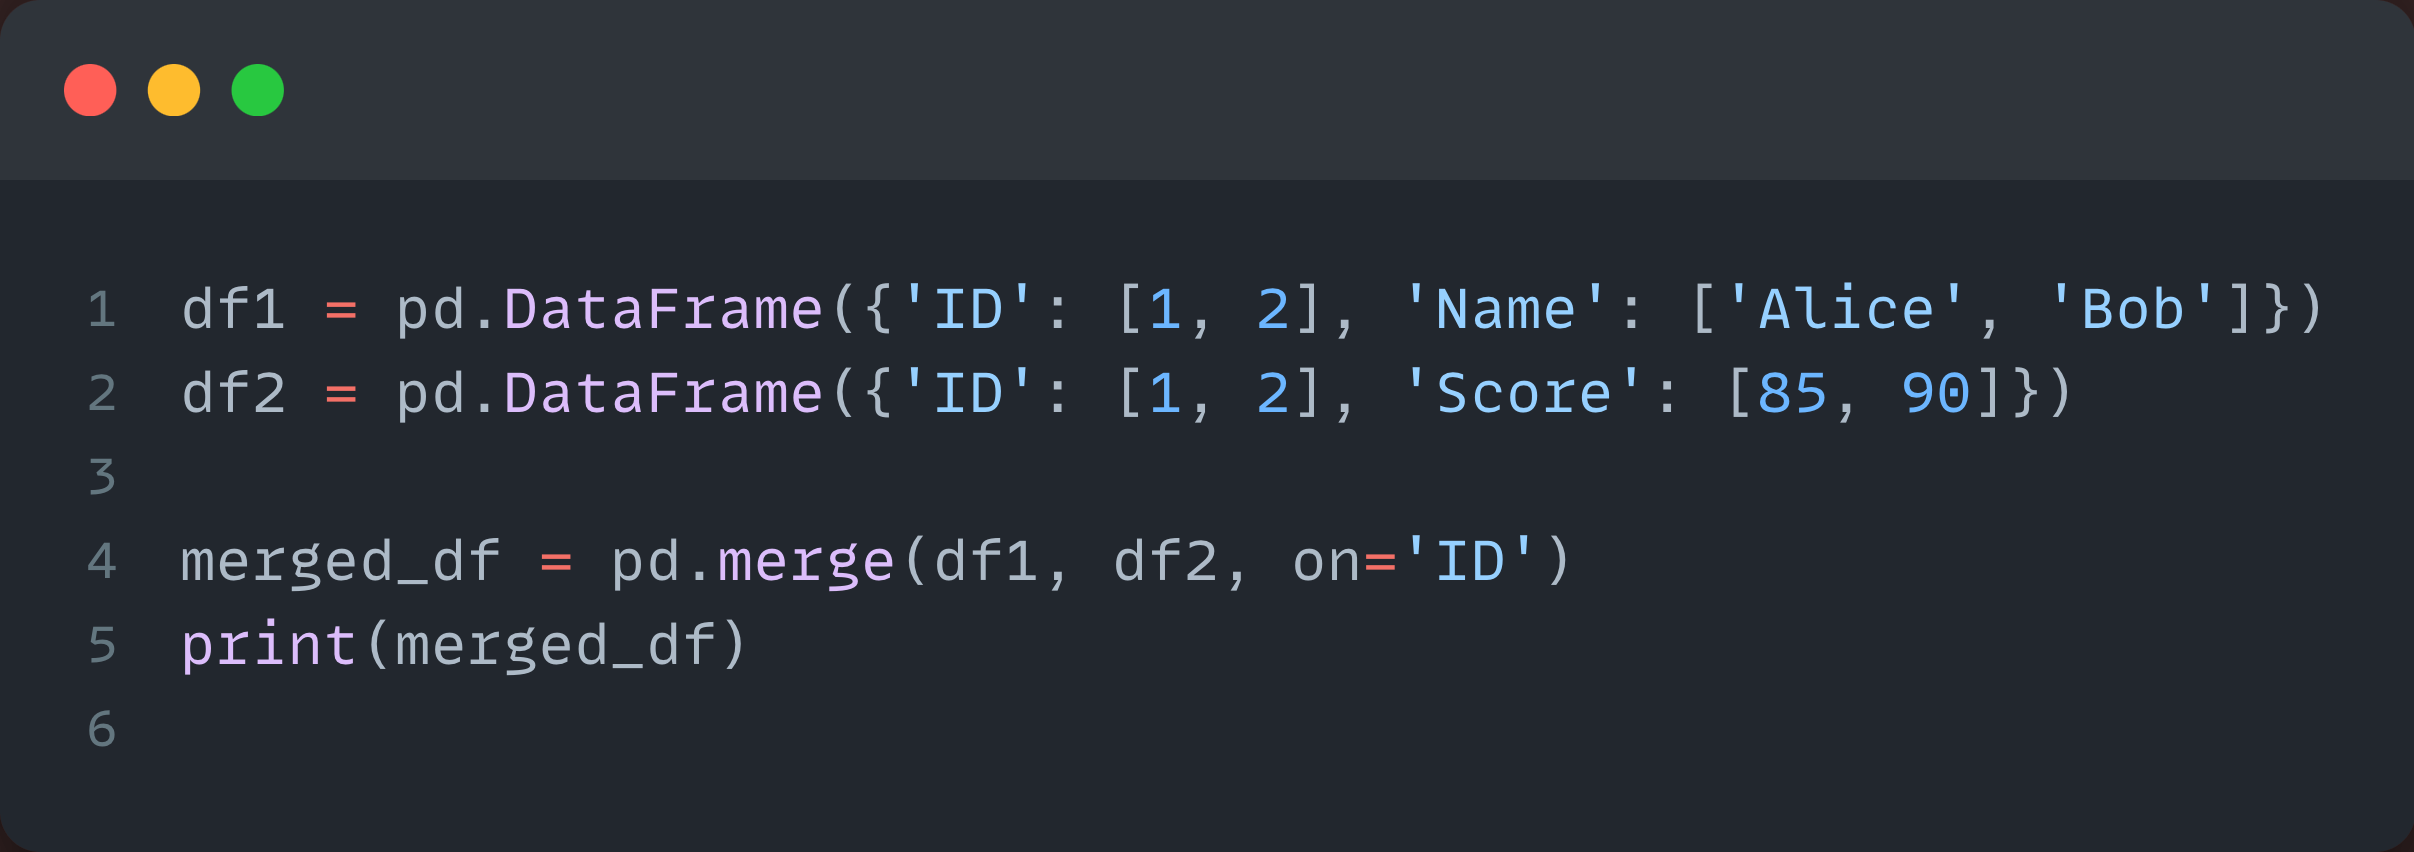 1 df1 = pd.DataFrame({'ID': [1, 2], 'Name': ['Alice', 'Bob']})
2 df2 = pd.DataFrame({'ID': [1, 2], 'Score': [85, 90]})
3
4 merged_df = pd.merge(df1, df2, on='ID')
5 print(merged_df)
6